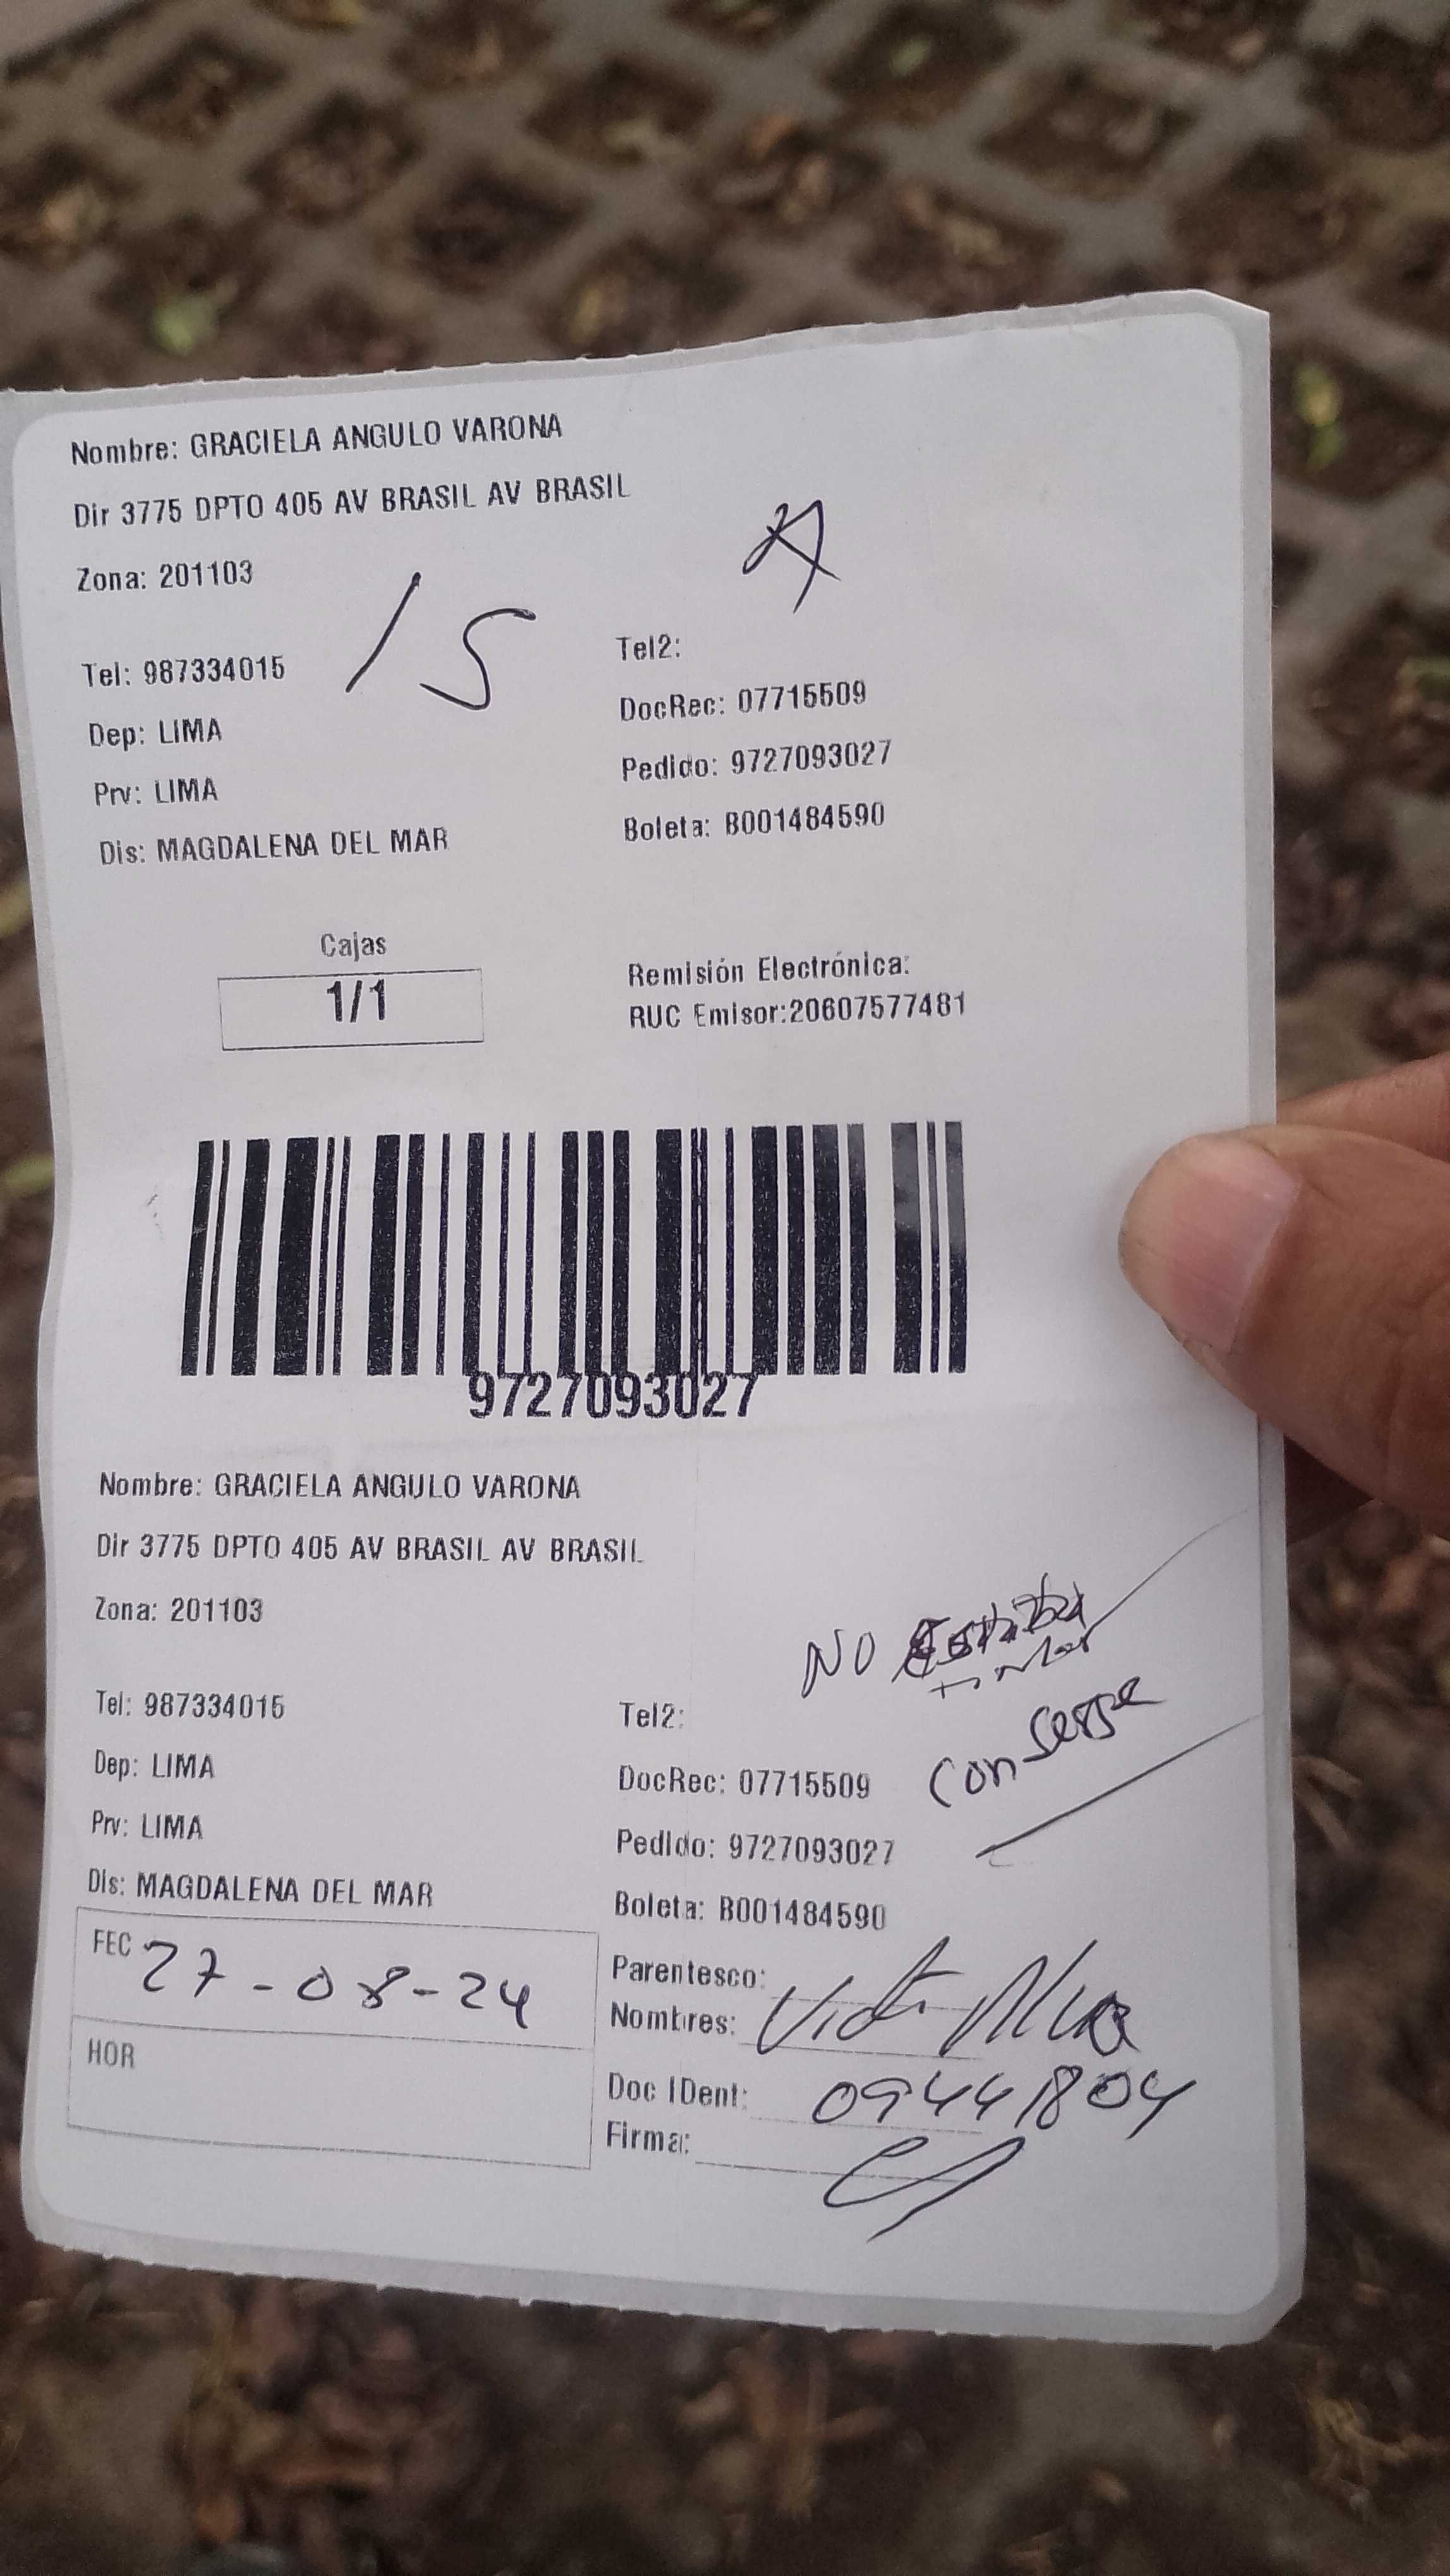 Nombre: GRACIELA ANGULO VARONA
Dir 3775 DPTO 405 AV BRASIL AV BRASIL
Zona: 201103
/ S
Tel: 987334015
Tel2:
Dep: LIMA
DocRec: 07715509
Prv: LIMA
Pedido: 9727093027
Dis: MAGDALENA DEL MAR
Boleta: B001484590
Cajas
1/1
Remisión Electrónica:
RUC Emisor:20607577481
9727093027
Nombre: GRACIELA ANGULO VARONA
Dir 3775 DPTO 405 AV BRASIL AV BRASIL
Zona: 201103
NO
Conserje
Tel: 987334015
Tel2:
Dep: LIMA
DocRec: 07715509
Prv: LIMA
Pedido: 9727093027
Dis: MAGDALENA DEL MAR
Boleta: B001484590
FEC 27-08-24
HOR
Parentesco:
Nombres:
Doc IDent: 09441804
Firma: